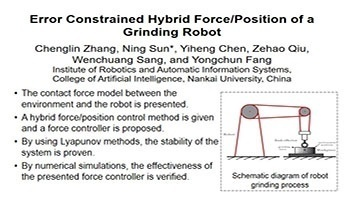 Error Constrained Hybrid Force/Position of a
Grinding Robot
Chenglin Zhang, Ning Sun*, Yiheng Chen, Zehao Qiu,
Wenchuang Sang, and Yongchun Fang
Institute of Robotics and Automatic Information Systems,
College of Artificial Intelligence, Nankai University, China
• The contact force model between the
environment and the robot is presented.
• A hybrid force/position control method is given
and a force controller is proposed.
• By using Lyapunov methods, the stability of the
system is proven.
• By numerical simulations, the effectiveness of
the presented force controller is verified.
Schematic diagram of robot
grinding process